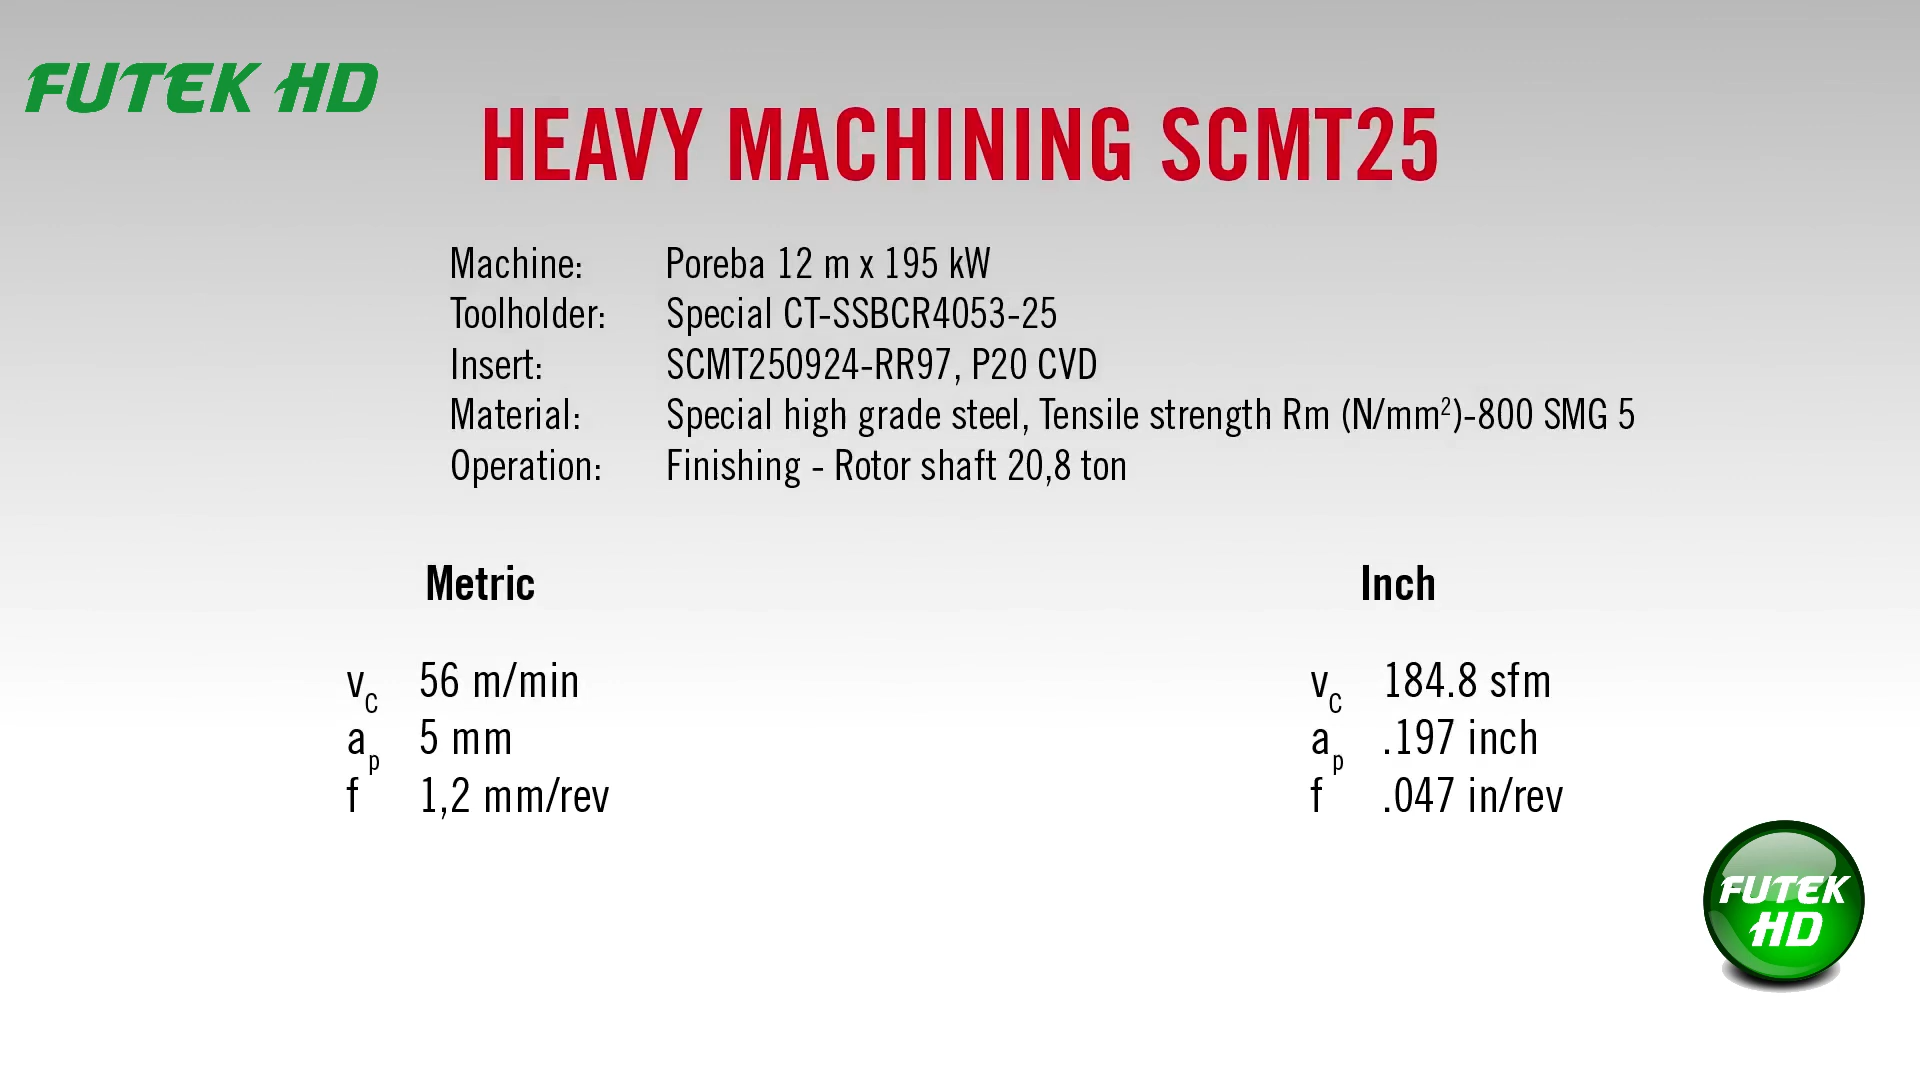 FUTEK HD
HEAVY MACHINING SCMT25
Machine: Poreba 12 m x 195 kW
Toolholder: Special CT-SSBCR4053-25
Insert: SCMT250924-RR97, P20 CVD
Material: Special high grade steel, Tensile strength Rm (N/mm²)-800 SMG 5
Operation: Finishing - Rotor shaft 20,8 ton
Metric
vc 56 m/min
ap 5 mm
f 1,2 mm/rev
Inch
vc 184.8 sfm
ap .197 inch
f .047 in/rev
FUTEK
HD